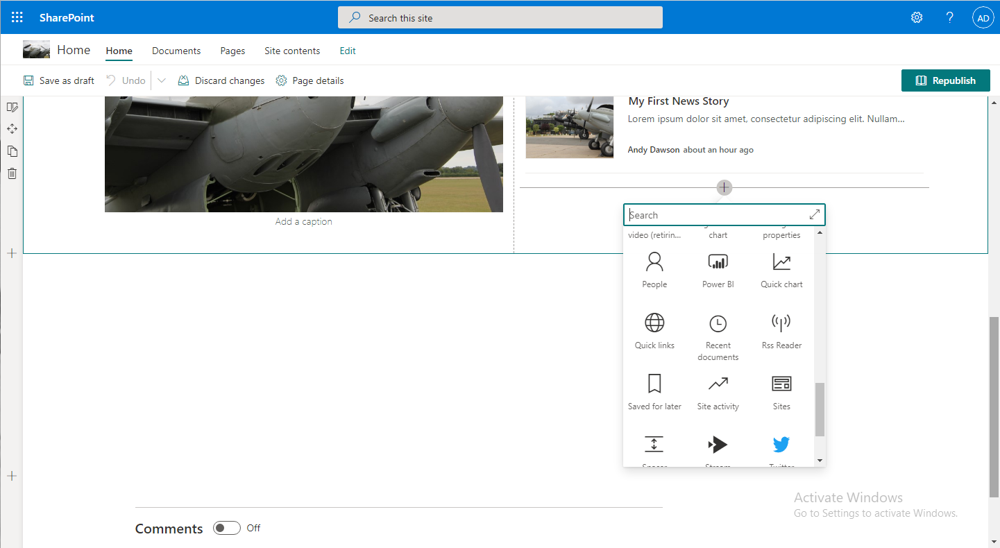 SharePoint
Search this site
AD
Home
Home Documents Pages Site contents Edit
Save as draft Undo Discard changes Page details
Republish
My First News Story
Lorem ipsum dolor sit amet, consectetur adipiscing elit. Nullam...
Andy Dawson about an hour ago
Add a caption
Search
video (retirin... chart properties
People Power BI Quick chart
Quick links Recent documents Rss Reader
Saved for later Site activity Sites
Spacer Stream Twitter
Activate Windows
Go to Settings to activate Windows.
Comments Off